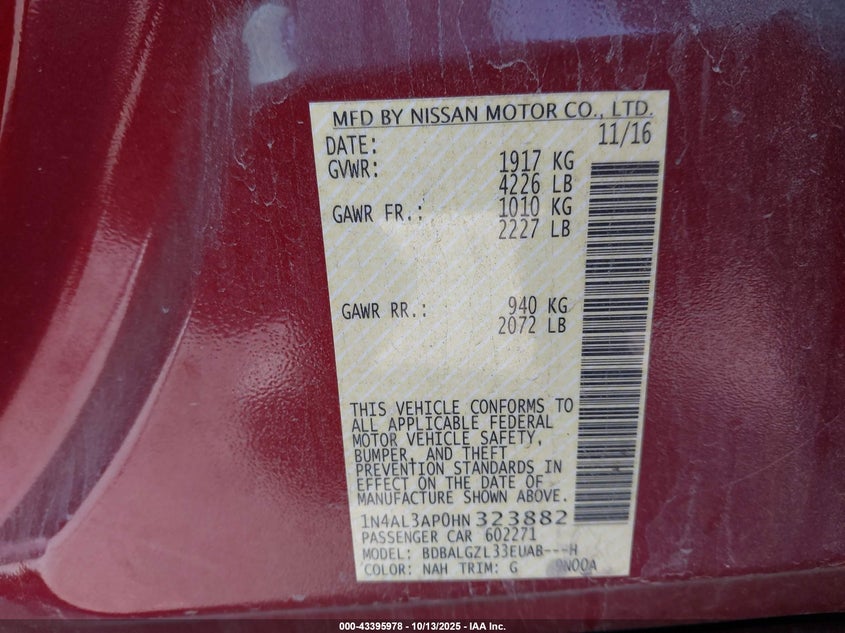 MFD BY NISSAN MOTOR CO., LTD.
DATE: 11/16
GVWR: 1917 KG
4226 LB
GAWR FR.: 1010 KG
2227 LB
GAWR RR.: 940 KG
2072 LB
THIS VEHICLE CONFORMS TO
ALL APPLICABLE FEDERAL
MOTOR VEHICLE SAFETY,
BUMPER, AND THEFT
PREVENTION STANDARDS IN
EFFECT ON THE DATE OF
MANUFACTURE SHOWN ABOVE.
1N4AL3AP0HN323882
PASSENGER CAR 602271
MODEL: BDBALGZL33EUAB---H
COLOR: NAH TRIM: G
000-43395978 - 10/13/2025 - IAA Inc.